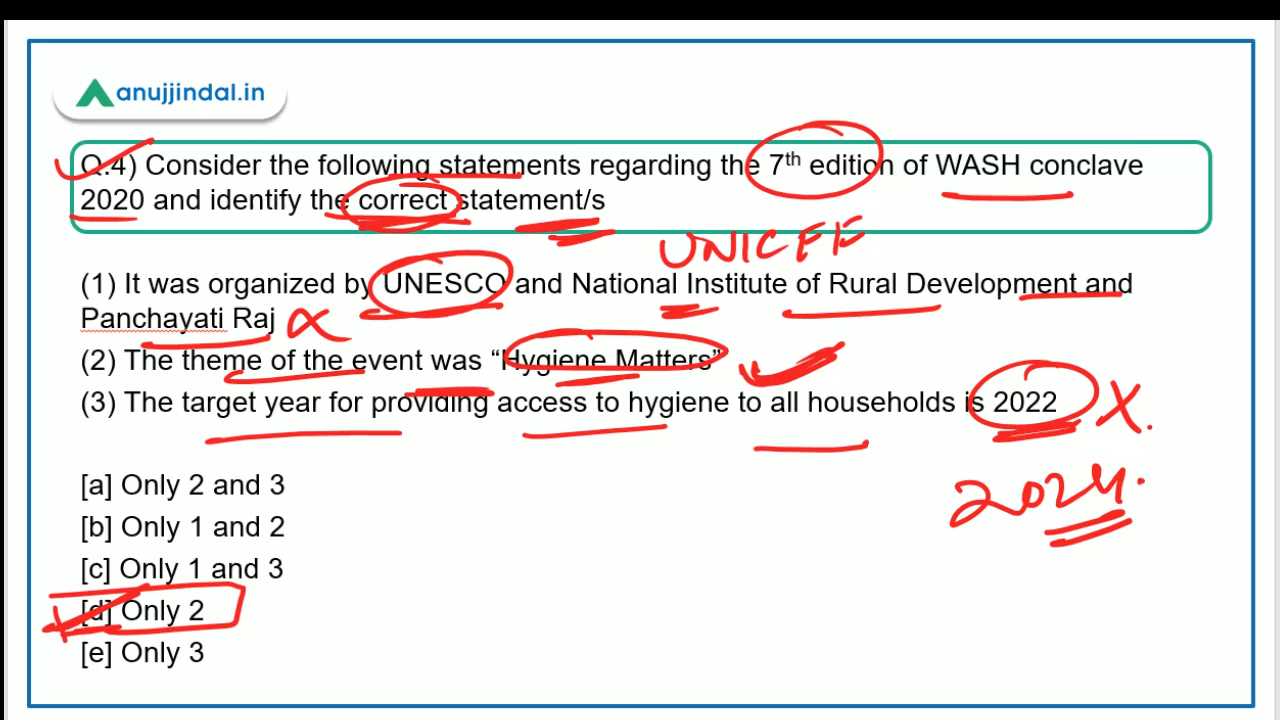 anujjindal.in
Q.4) Consider the following statements regarding the 7th edition of WASH conclave
2020 and identify the correct statement/s
UNICEF
(1) It was organized by UNESCO and National Institute of Rural Development and
Panchayati Raj
(2) The theme of the event was “Hygiene Matters”
(3) The target year for providing access to hygiene to all households is 2022
2024.
[a] Only 2 and 3
[b] Only 1 and 2
[c] Only 1 and 3
[d] Only 2
[e] Only 3